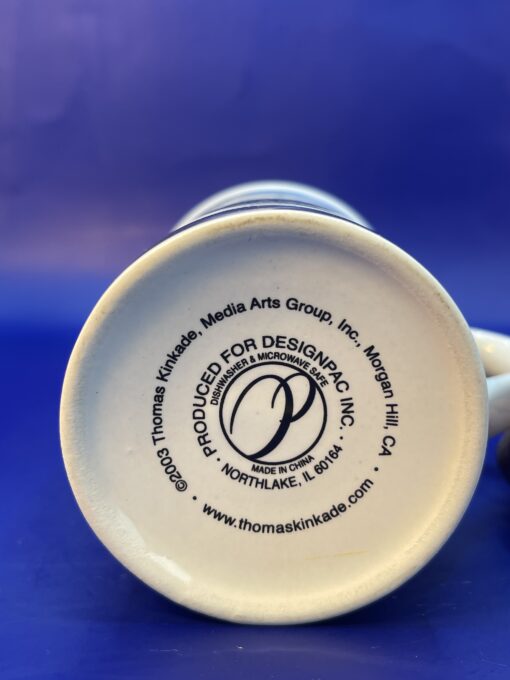 ©2003 Thomas Kinkade, Media Arts Group, Inc., Morgan Hill, CA •
www.thomaskinkade.com •
• PRODUCED FOR DESIGNPAC INC. •
NORTHLAKE, IL 60164
DISHWASHER & MICROWAVE SAFE
P
MADE IN CHINA